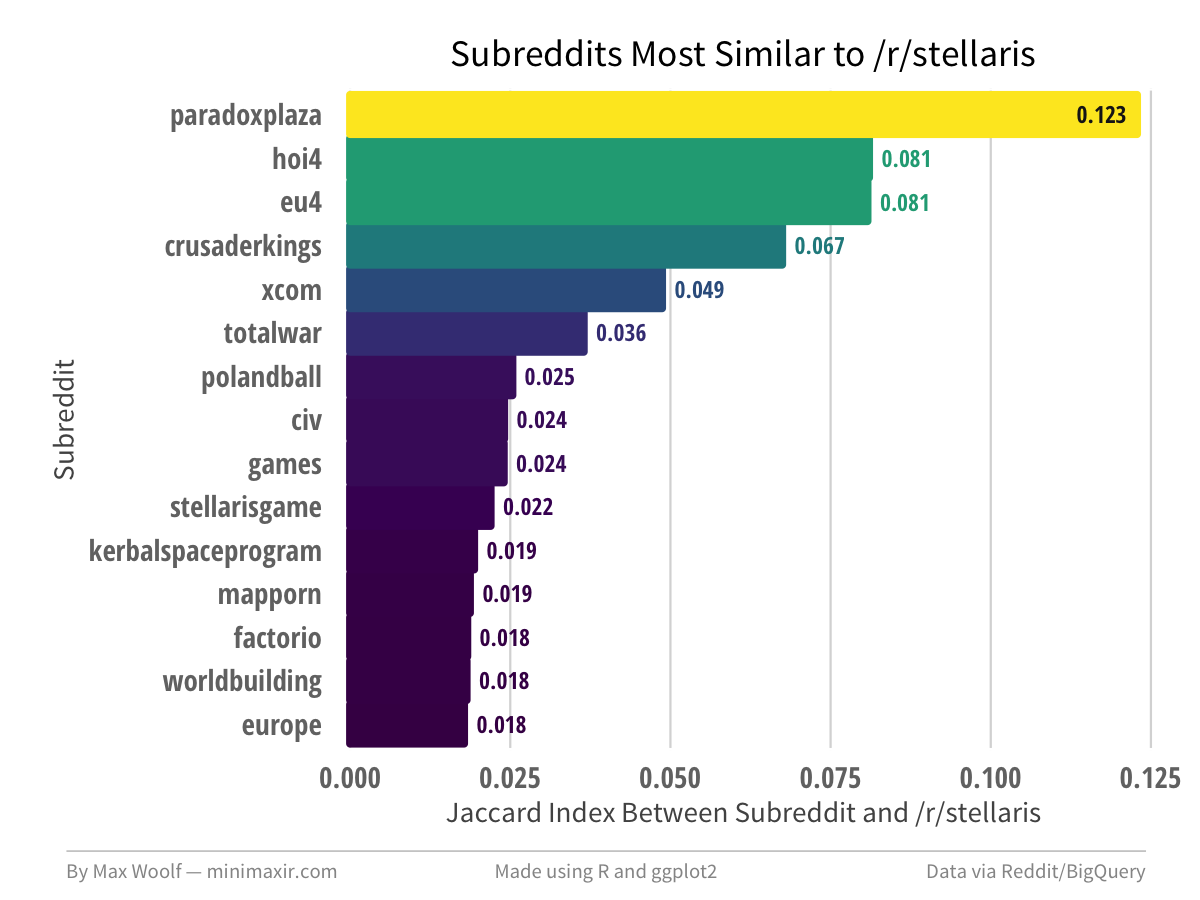 Subreddits Most Similar to /r/stellaris
paradoxplaza 0.123
hoi4 0.081
eu4 0.081
crusaderkings 0.067
xcom 0.049
totalwar 0.036
polandball 0.025
civ 0.024
games 0.024
stellarisgame 0.022
kerbalspaceprogram 0.019
mapporn 0.019
factorio 0.018
worldbuilding 0.018
europe 0.018
Subreddit
0.000 0.025 0.050 0.075 0.100 0.125
Jaccard Index Between Subreddit and /r/stellaris
By Max Woolf — minimaxir.com Made using R and ggplot2 Data via Reddit/BigQuery